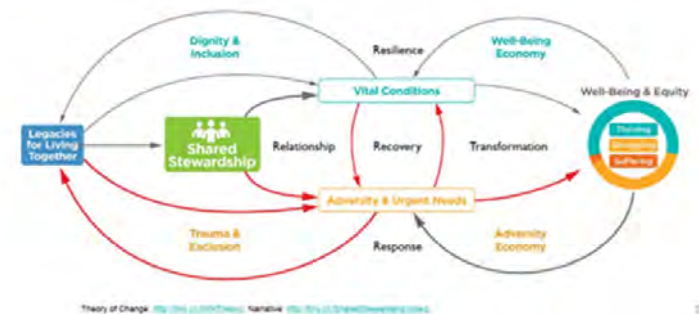 Dignity &
Inclusion
Resilience
Well-Being
Economy
Vital Conditions
Well-Being & Equity
Legacies
for Living
Together
Shared
Stewardship
Relationship
Recovery
Transformation
Thriving
Struggling
Suffering
Adversity & Urgent Needs
Trauma &
Exclusion
Response
Adversity
Economy
Theory of Change: Narrative: